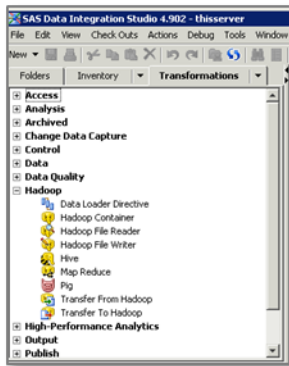 SAS Data Integration Studio 4.902 - thisserver
File Edit View Check Outs Actions Debug Tools Window
New
Folders Inventory Transformations
Access
Analysis
Archived
Change Data Capture
Control
Data
Data Quality
Hadoop
Data Loader Directive
Hadoop Container
Hadoop File Reader
Hadoop File Writer
Hive
Map Reduce
Pig
Transfer From Hadoop
Transfer To Hadoop
High-Performance Analytics
Output
Publish